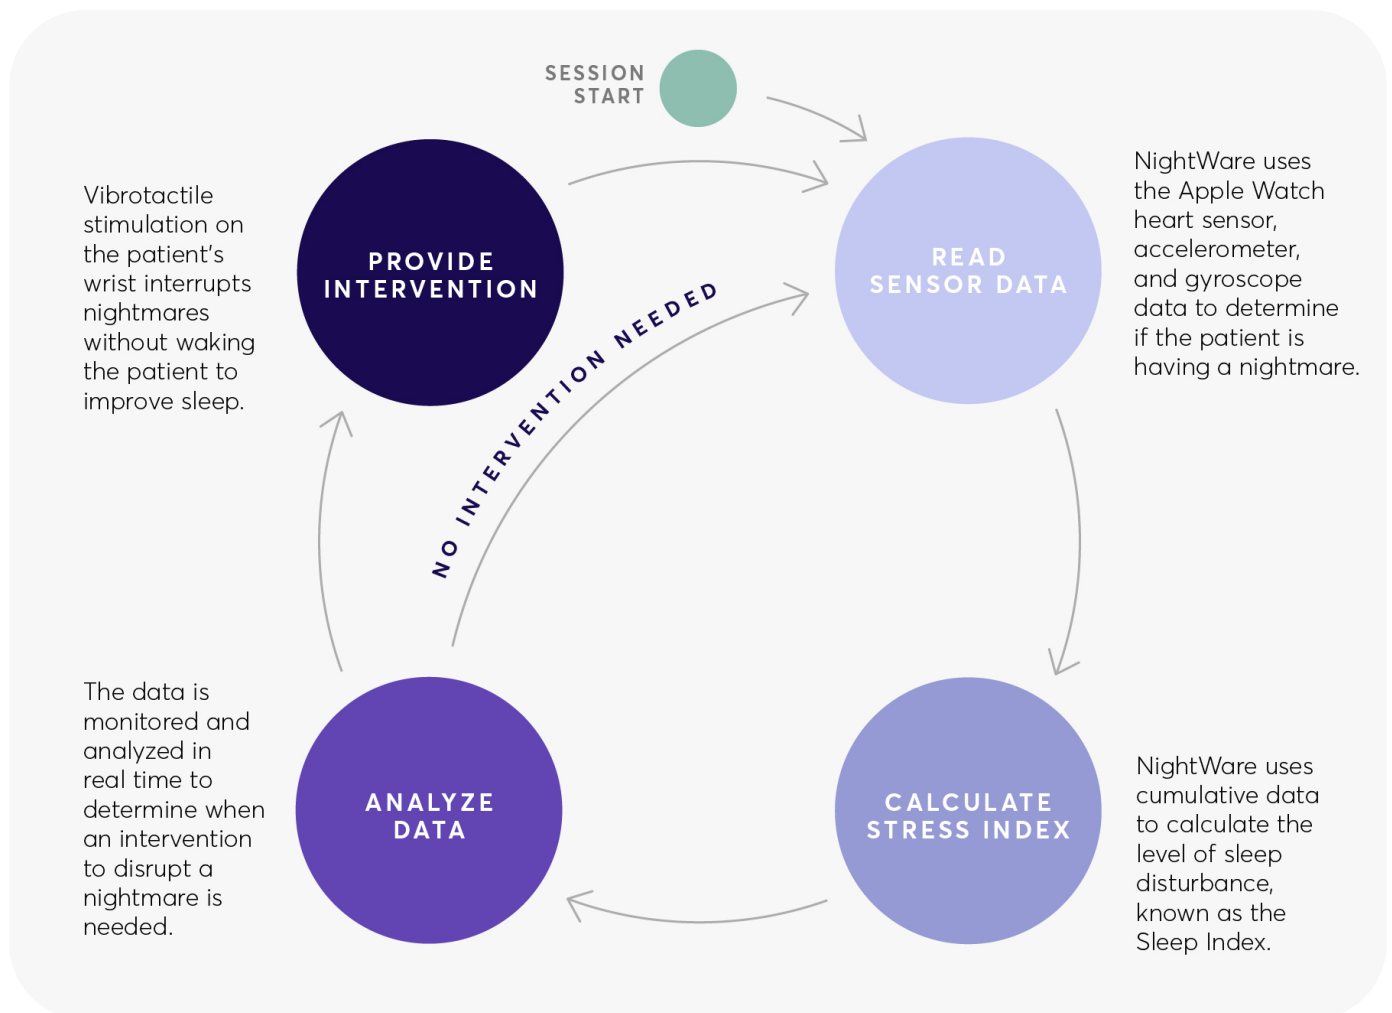 SESSION
START
Vibrotactile
stimulation on
the patient's
wrist interrupts
nightmares
without waking
the patient to
improve sleep.
PROVIDE
INTERVENTION
READ
SENSOR DATA
NightWare uses
the Apple Watch
heart sensor,
accelerometer,
and gyroscope
data to determine
if the patient is
having a nightmare.
NO INTERVENTION NEEDED
The data is
monitored and
analyzed in
real time to
determine when
an intervention
to disrupt a
nightmare is
needed.
ANALYZE
DATA
CALCULATE
STRESS INDEX
NightWare uses
cumulative data
to calculate the
level of sleep
disturbance,
known as the
Sleep Index.